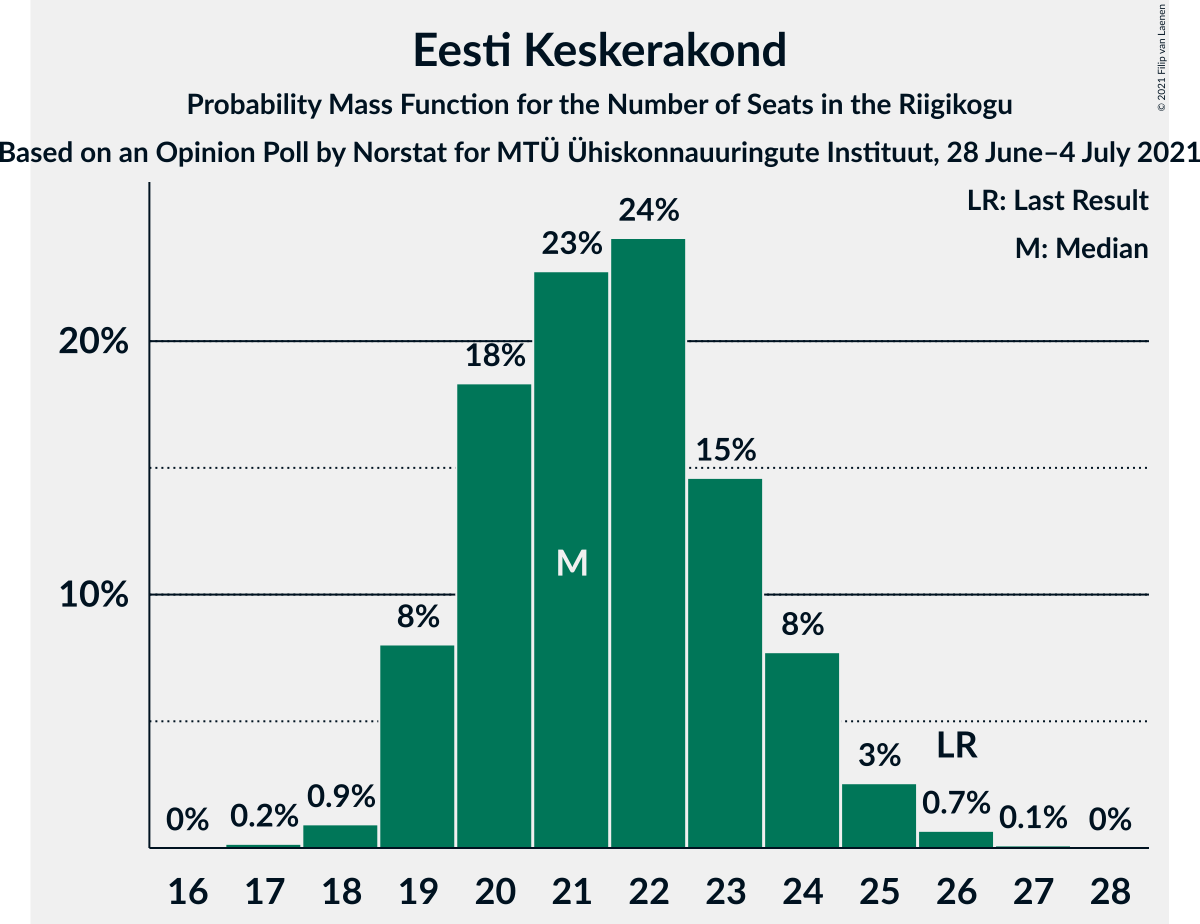 Eesti Keskerakond
Probability Mass Function for the Number of Seats in the Riigikogu
Based on an Opinion Poll by Norstat for MTÜ Ühiskonnauuringute Instituut, 28 June–4 July 2021
© 2021 Filip van Laenen
LR: Last Result
M: Median
24%
23%
20%
18%
15%
M
10%
8%
8%
LR
3%
0%
0.2%
0.9%
0.7%
0.1%
0%
16 17 18 19 20 21 22 23 24 25 26 27 28